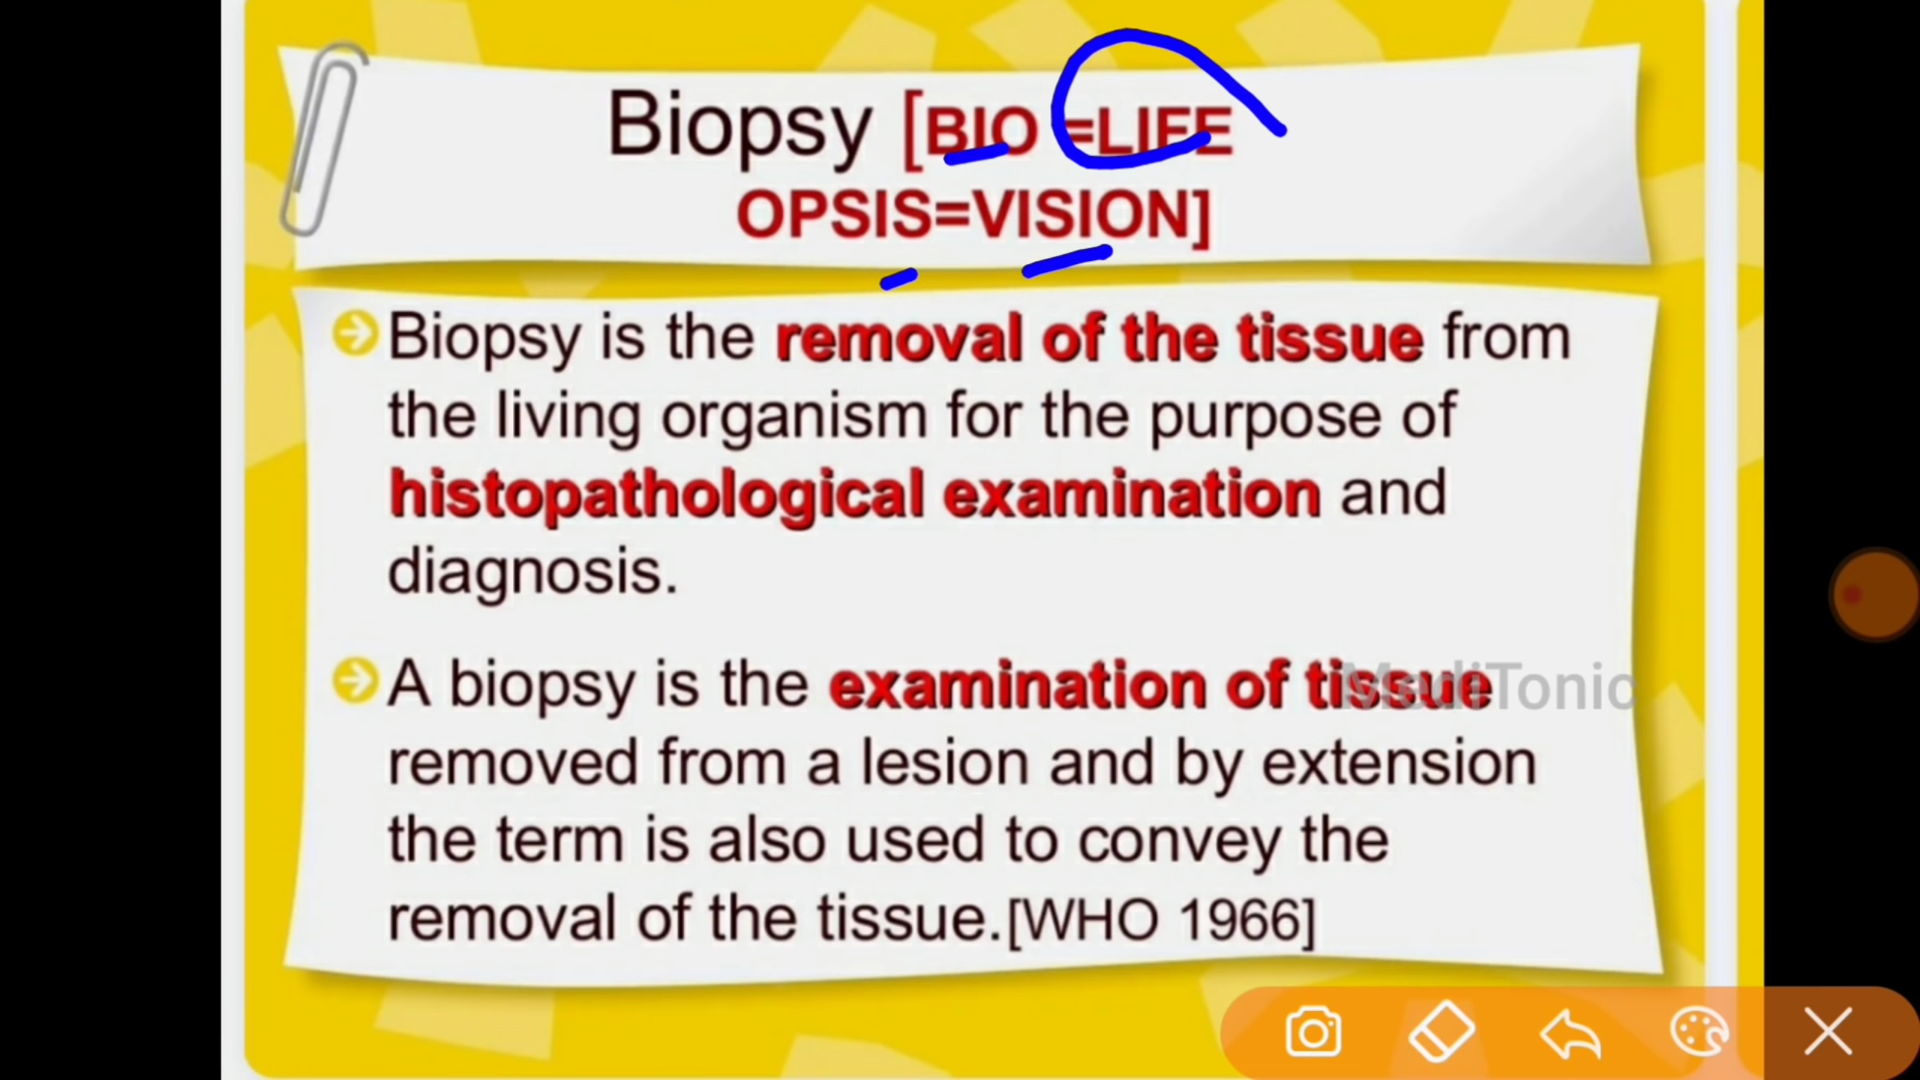 Biopsy [BIO =LIFE
OPSIS=VISION]
Biopsy is the removal of the tissue from
the living organism for the purpose of
histopathological examination and
diagnosis.
A biopsy is the examination of tissue
MediTonic
removed from a lesion and by extension
the term is also used to convey the
removal of the tissue.[WHO 1966]